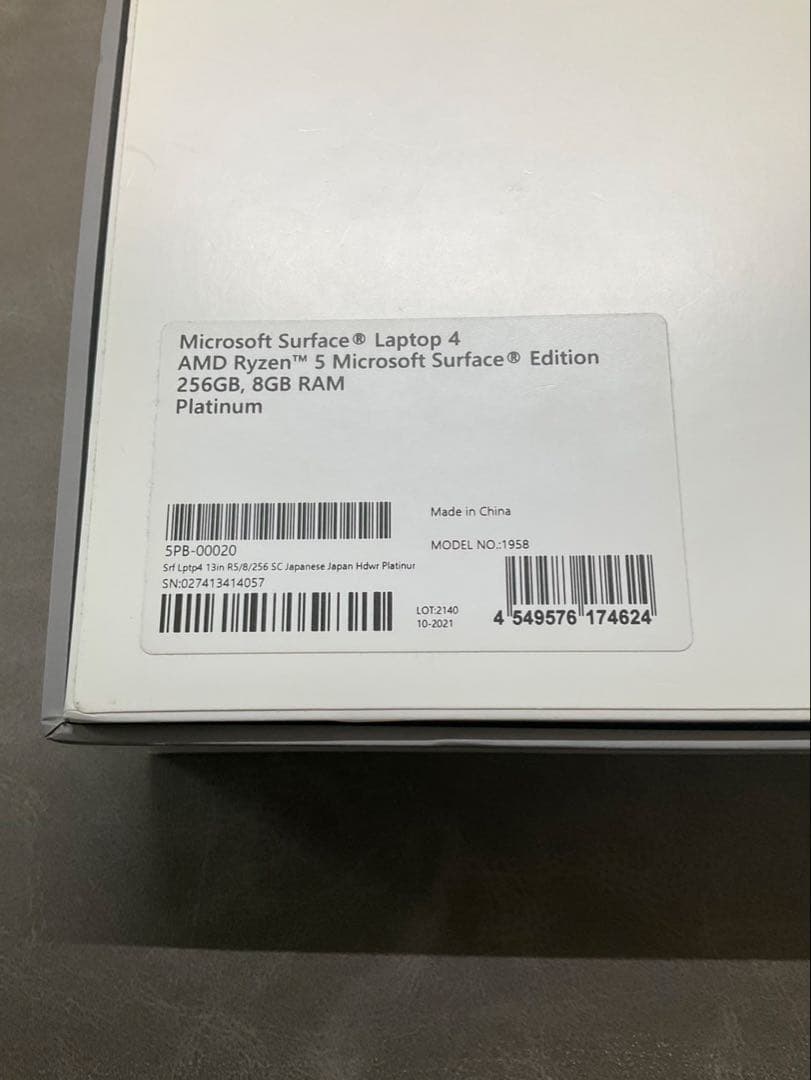 Microsoft Surface® Laptop 4
AMD Ryzen™ 5 Microsoft Surface® Edition
256GB, 8GB RAM
Platinum
5PB-00020
Srf Lptp4 13in R5/8/256 SC Japanese Japan Hdwr Platinur
SN:027413414057
Made in China
MODEL NO.:1958
LOT:2140
10-2021
4 549576 174624